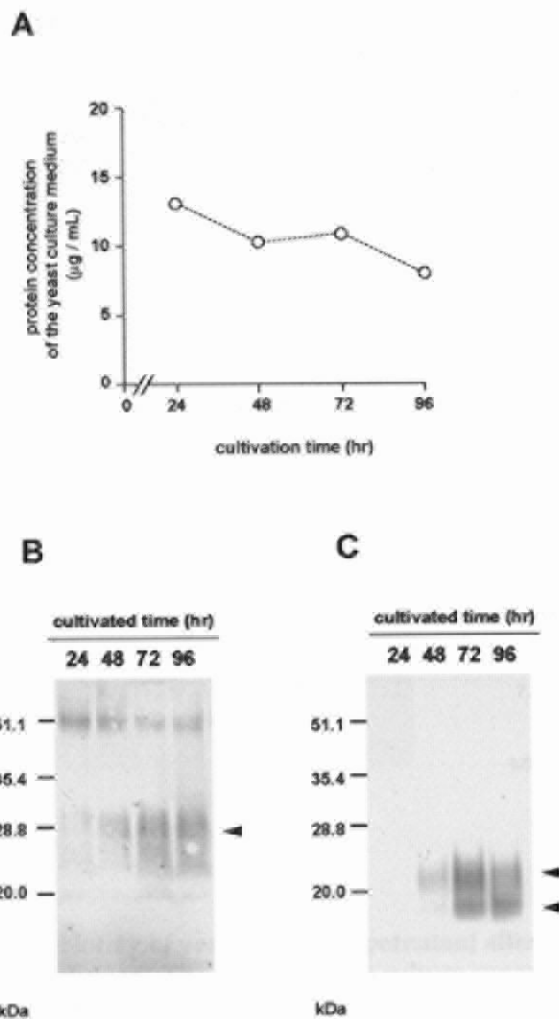 A
20
15
10
5
0
protein concentration
of the yeast culture medium
(µg / mL)
0 24 48 72 96
cultivation time (hr)
B
cultivated time (hr)
24 48 72 96
51.1
35.4
28.8
20.0
kDa
C
cultivated time (hr)
24 48 72 96
51.1
35.4
28.8
20.0
kDa